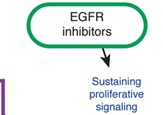 EGFR
inhibitors
Sustaining
proliferative
signaling